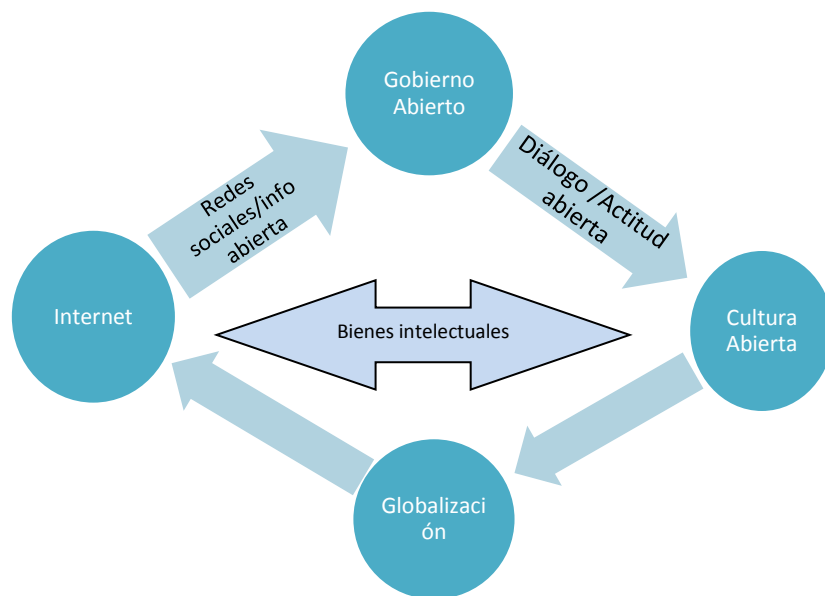 Gobierno
Abierto
Redes
sociales/info
abierta
Diálogo /Actitud
abierta
Internet
Bienes intelectuales
Cultura
Abierta
Globalizaci
ón